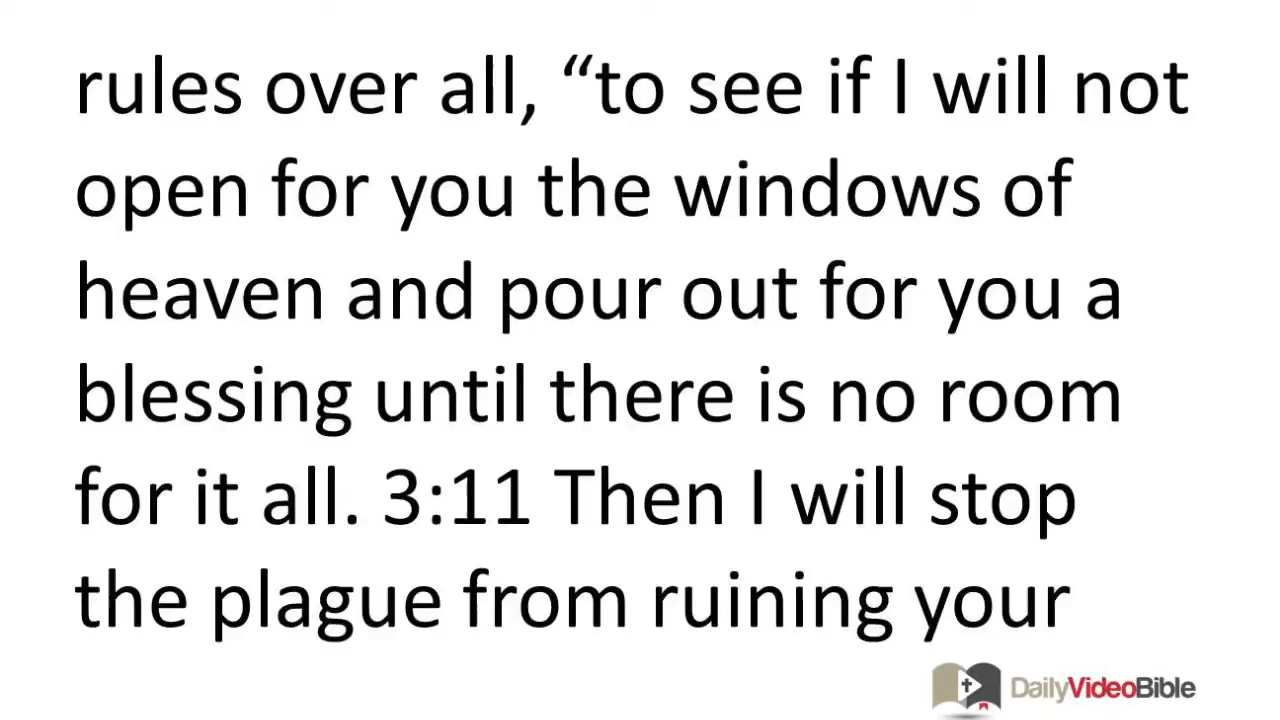 rules over all, “to see if I will not
open for you the windows of
heaven and pour out for you a
blessing until there is no room
for it all. 3:11 Then I will stop
the plague from ruining your
DailyVideoBible